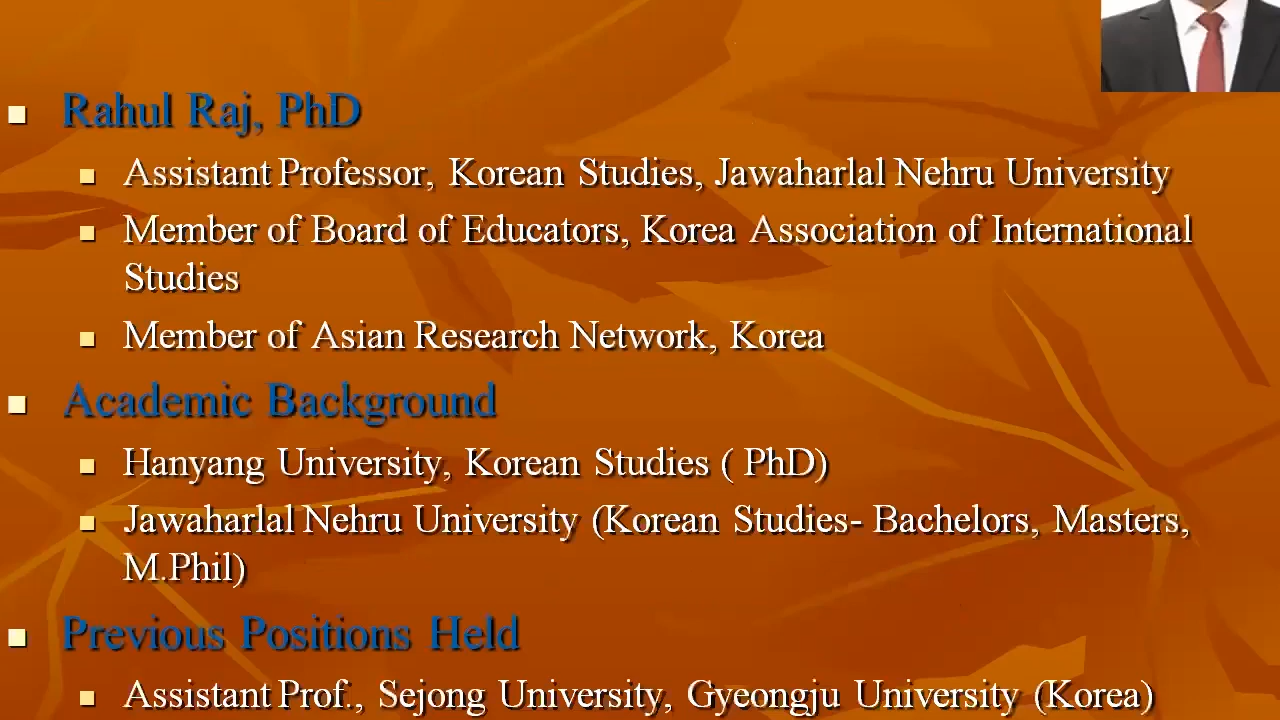 Rahul Raj, PhD
Assistant Professor, Korean Studies, Jawaharlal Nehru University
Member of Board of Educators, Korea Association of International
Studies
Member of Asian Research Network, Korea
Academic Background
Hanyang University, Korean Studies ( PhD)
Jawaharlal Nehru University (Korean Studies- Bachelors, Masters,
M.Phil)
Previous Positions Held
Assistant Prof., Sejong University, Gyeongju University (Korea)